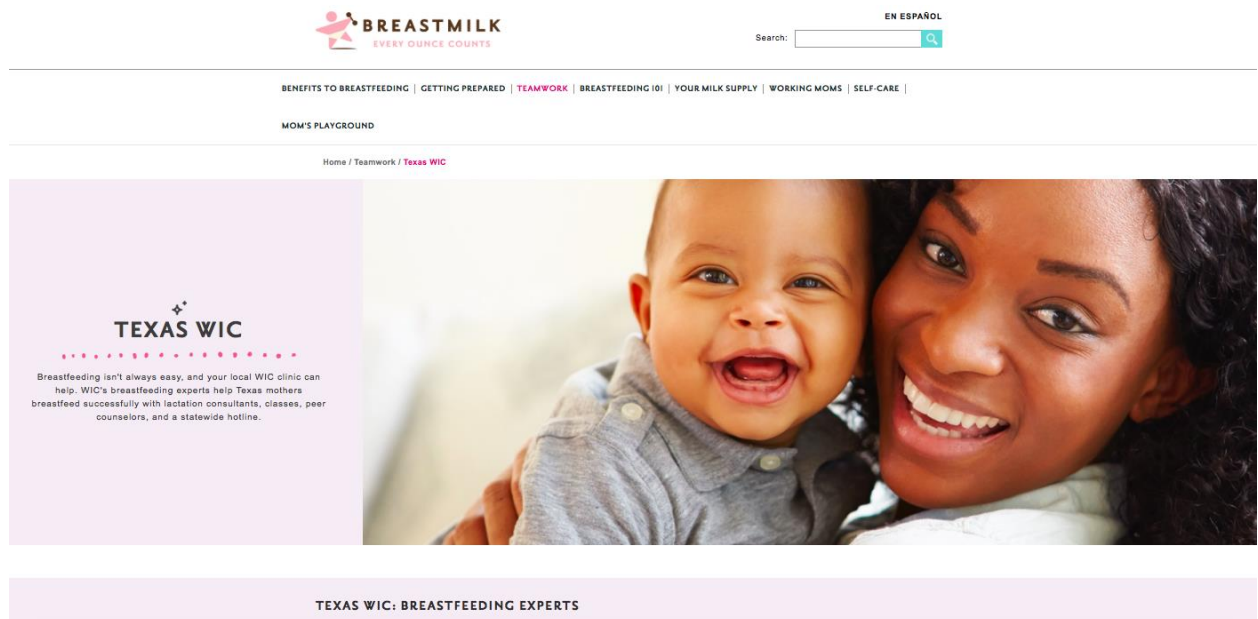 BREASTMILK
EVERY OUNCE COUNTS
EN ESPAÑOL
Search:
BENEFITS TO BREASTFEEDING | GETTING PREPARED | TEAMWORK | BREASTFEEDING 101 | YOUR MILK SUPPLY | WORKING MOMS | SELF-CARE |
MOM'S PLAYGROUND
Home / Teamwork / Texas WIC
TEXAS WIC
Breastfeeding isn't always easy, and your local WIC clinic can
help. WIC's breastfeeding experts help Texas mothers
breastfeed successfully with lactation consultants, classes, peer
counselors, and a statewide hotline.
TEXAS WIC: BREASTFEEDING EXPERTS